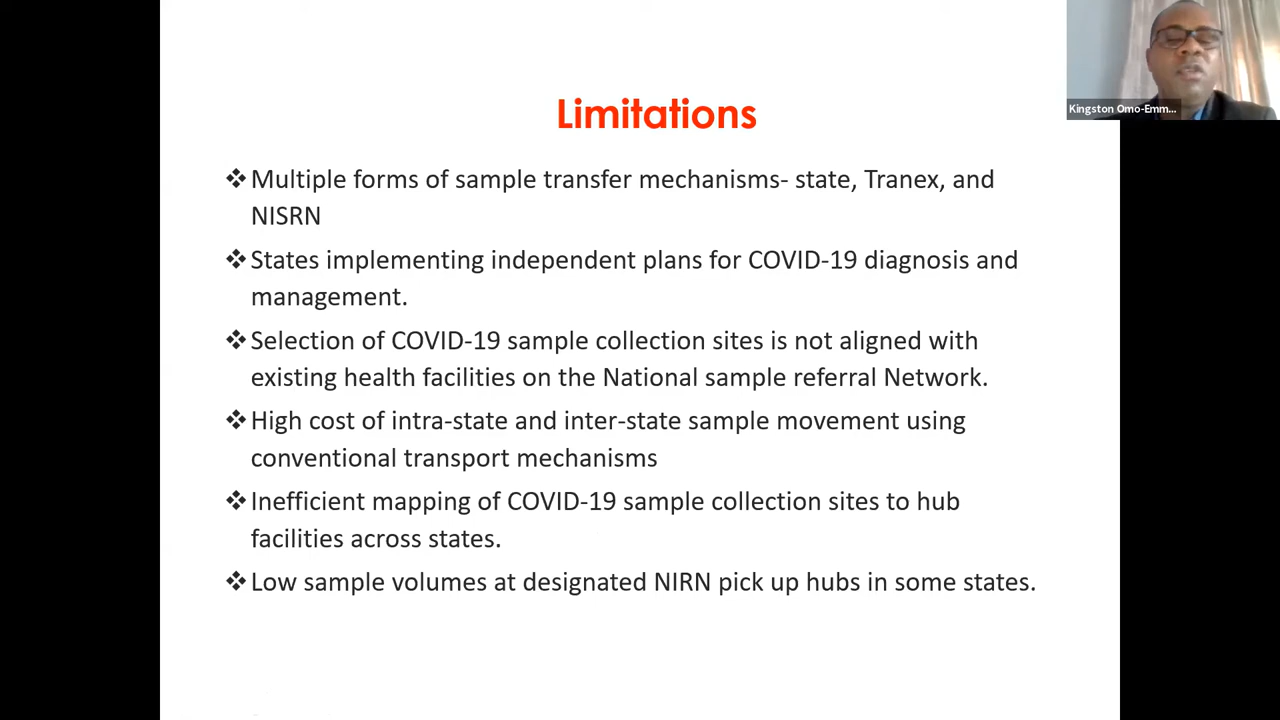 Kingston Omo-Emm...
Limitations
❖Multiple forms of sample transfer mechanisms- state, Tranex, and
NISRN
❖States implementing independent plans for COVID-19 diagnosis and
management.
❖Selection of COVID-19 sample collection sites is not aligned with
existing health facilities on the National sample referral Network.
❖High cost of intra-state and inter-state sample movement using
conventional transport mechanisms
❖Inefficient mapping of COVID-19 sample collection sites to hub
facilities across states.
❖Low sample volumes at designated NIRN pick up hubs in some states.